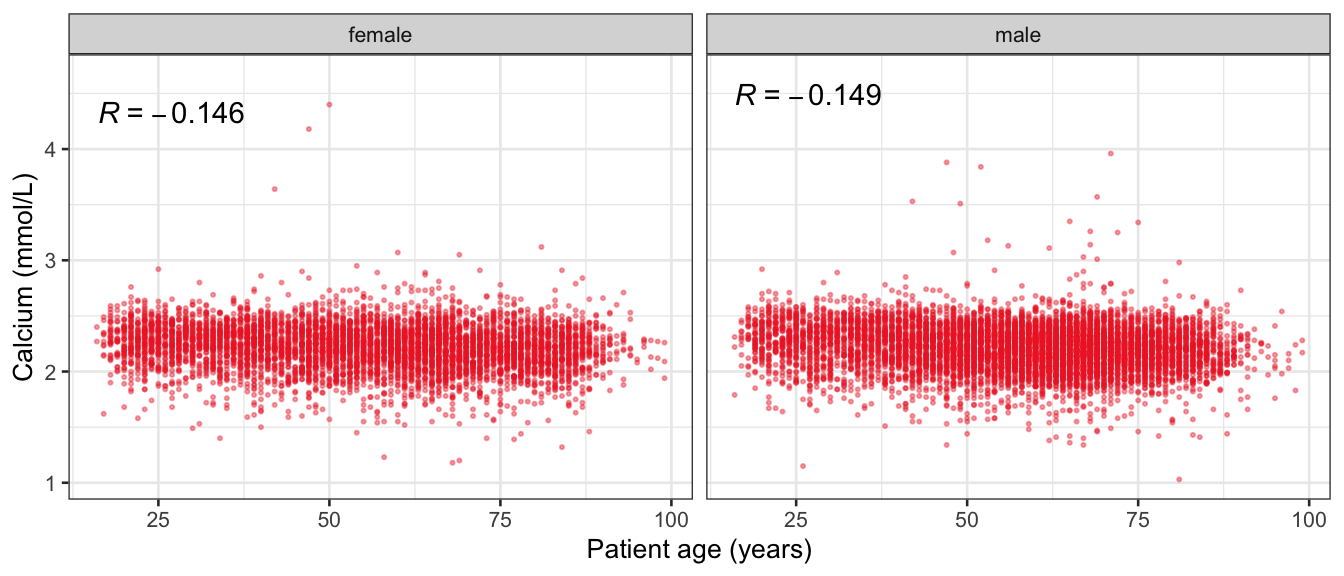 female
male
R = −0.146
R = −0.149
Calcium (mmol/L)
4
3
2
1
25 50 75 100
25 50 75 100
Patient age (years)